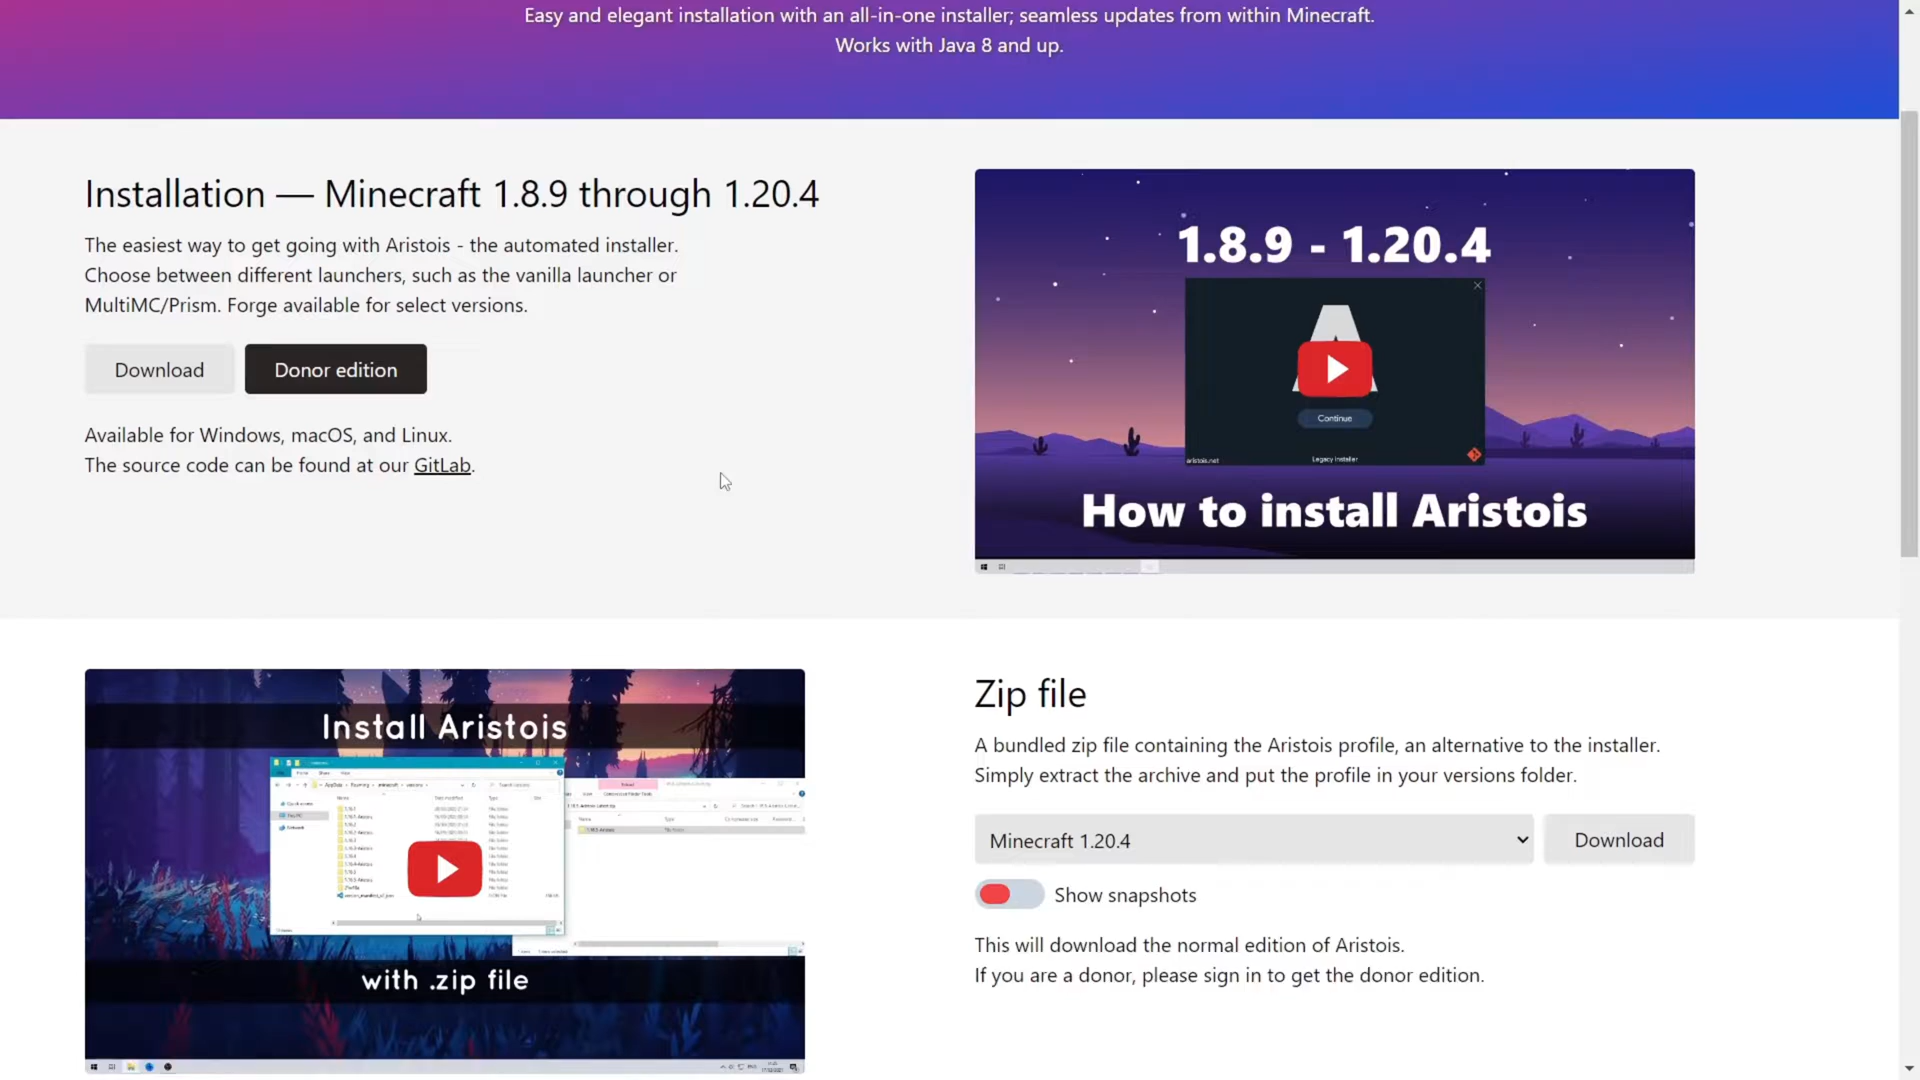 Easy and elegant installation with an all-in-one installer; seamless updates from within Minecraft.
Works with Java 8 and up.
Installation — Minecraft 1.8.9 through 1.20.4
The easiest way to get going with Aristois - the automated installer.
Choose between different launchers, such as the vanilla launcher or
MultiMC/Prism. Forge available for select versions.
Download
Donor edition
Available for Windows, macOS, and Linux.
The source code can be found at our GitLab.
1.8.9 - 1.20.4
Continue
aristois.net
Legacy Installer
How to install Aristois
Install Aristois
with .zip file
Zip file
A bundled zip file containing the Aristois profile, an alternative to the installer.
Simply extract the archive and put the profile in your versions folder.
Minecraft 1.20.4
Download
Show snapshots
This will download the normal edition of Aristois.
If you are a donor, please sign in to get the donor edition.